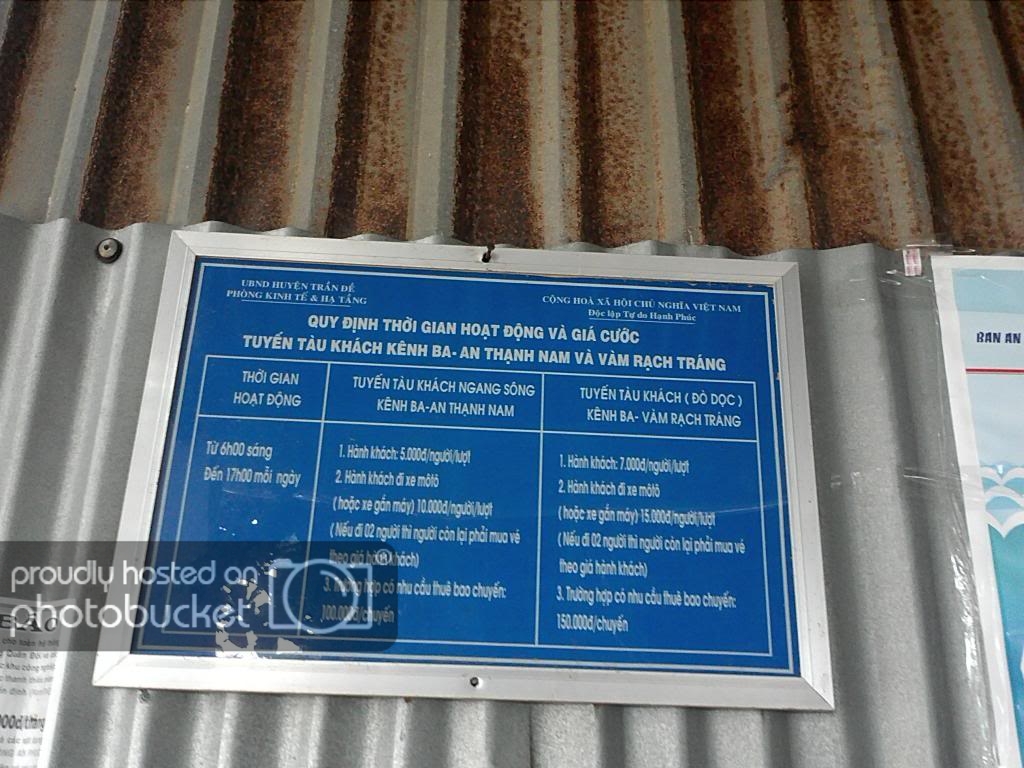 UBND HUYỆN TRẦN ĐỀ
PHÒNG KINH TẾ & HẠ TẦNG
CỘNG HOÀ XÃ HỘI CHỦ NGHĨA VIỆT NAM
Độc lập Tự do Hạnh Phúc
QUY ĐỊNH THỜI GIAN HOẠT ĐỘNG VÀ GIÁ CƯỚC
TUYẾN TÀU KHÁCH KÊNH BA- AN THẠNH NAM VÀ VÀM RẠCH TRÁNG
THỜI GIAN
HOẠT ĐỘNG
Từ 6h00 sáng
Đến 17h00 mỗi ngày
TUYẾN TÀU KHÁCH NGANG SÔNG
KÊNH BA-AN THẠNH NAM
1. Hành khách: 5.000đ/người/lượt
2. Hành khách đi xe môtô
( hoặc xe gắn máy) 10.000đ/người/lượt
( Nếu đi 02 người thì người còn lại phải mua vé
theo giá hành khách)
3. Trường hợp có nhu cầu thuê bao chuyến:
100.000đ/chuyến
TUYẾN TÀU KHÁCH ( ĐÒ DỌC )
KÊNH BA- VÀM RẠCH TRÁNG
1. Hành khách: 7.000đ/người/lượt
2. Hành khách đi xe môtô
( hoặc xe gắn máy) 15.000đ/người/lượt
( Nếu đi 02 người thì người còn lại phải mua vé
theo giá hành khách)
3. Trường hợp có nhu cầu thuê bao chuyến:
150.000đ/chuyến
BAN AN
proudly hosted on
photobucket